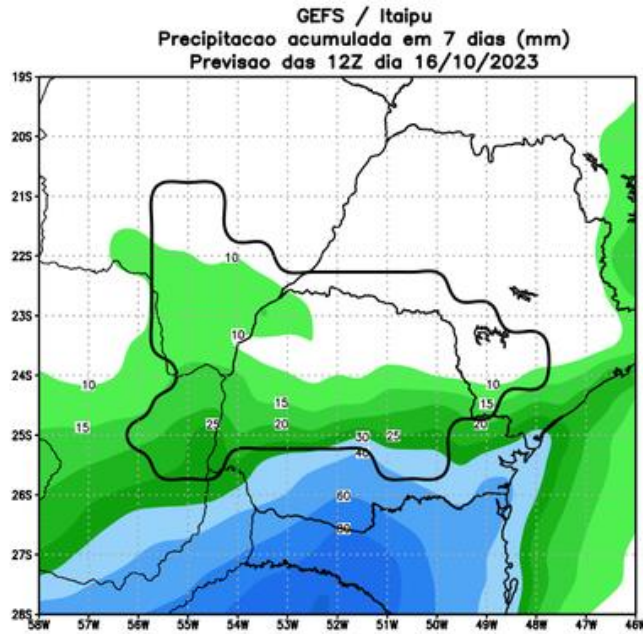 GEFS / Itaipu
Precipitacao acumulada em 7 dias (mm)
Previsao das 12Z dia 16/10/2023
19S
20S
21S
22S
10
23S
10
24S
10
10
15
15
15
25
20
30
25
20
25S
40
26S
60
80
27S
28S
58W
57W
56W
55W
54W
53W
52W
51W
50W
49W
48W
47W
46W